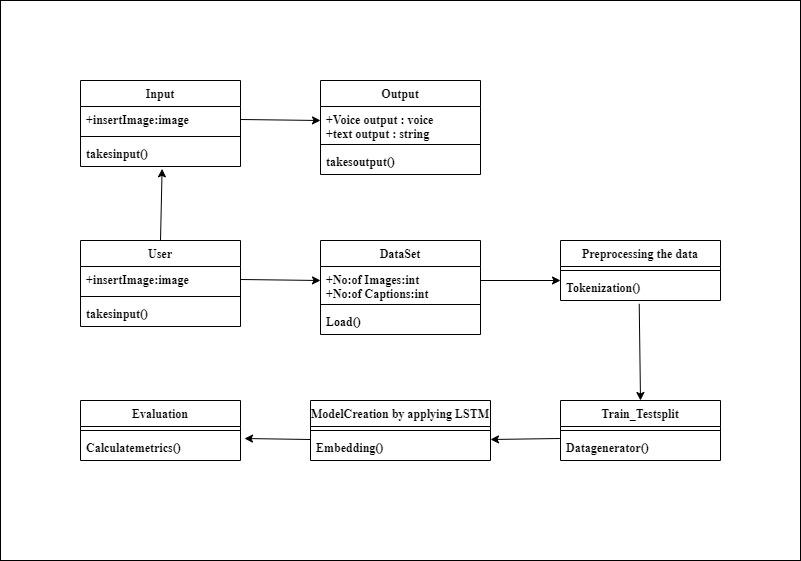 Input
+insertImage:image
takesinput()
Output
+Voice output : voice
+text output : string
takesoutput()
User
+insertImage:image
takesinput()
DataSet
+No:of Images:int
+No:of Captions:int
Load()
Preprocessing the data
Tokenization()
Evaluation
Calculatemetrics()
ModelCreation by applying LSTM
Embedding()
Train_Testsplit
Datagenerator()